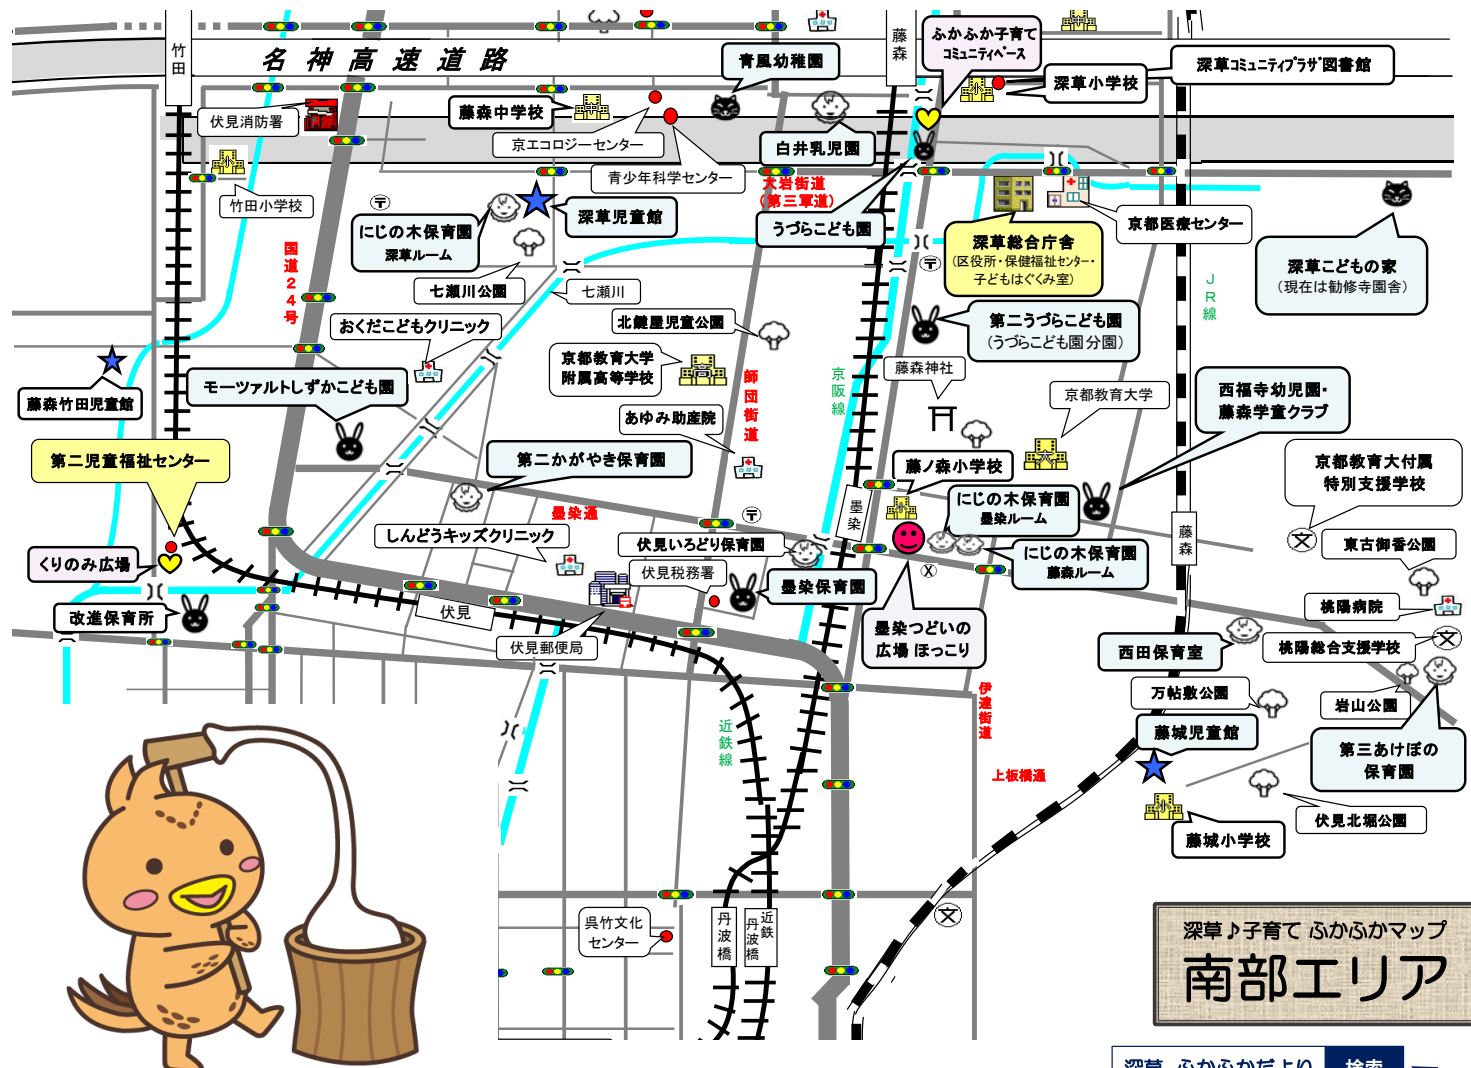 竹田
名神高速道路
藤森
ふかふか子育て
コミュニティベース
青風幼稚園
深草小学校
深草コミュニティプラザ図書館
伏見消防署
藤森中学校
中
小
京エコロジーセンター
青少年科学センター
白井乳児園
小
竹田小学校
〒
にじの木保育園
深草ルーム
深草児童館
大岩街道
(第三軍道)
うづらこども園
深草総合庁舎
(区役所・保健福祉センター・
子どもはぐくみ室)
京都医療センター
深草こどもの家
(現在は勧修寺園舎)
国道24号
七瀬川公園
七瀬川
〒
JR線
おくだこどもクリニック
北鍵屋児童公園
第二うづらこども園
(うづらこども園分園)
京都教育大学
附属高等学校
高
師団街道
京阪線
藤森神社
京都教育大学
大
西福寺幼児園・
藤森学童クラブ
藤森竹田児童館
モーツァルトしずかこども園
あゆみ助産院
第二児童福祉センター
第二かがやき保育園
藤ノ森小学校
小
京都教育大付属
特別支援学校
文
墨染通
〒
墨染
にじの木保育園
墨染ルーム
藤森
しんどうキッズクリニック
伏見いろどり保育園
にじの木保育園
藤森ルーム
東古御香公園
くりのみ広場
伏見税務署
墨染保育園
X
桃陽病院
改進保育所
伏見
伏見郵便局
墨染つどいの
広場 ほっこり
西田保育室
桃陽総合支援学校
文
万帖敷公園
岩山公園
伊達街道
藤城児童館
第三あけぼの
保育園
近鉄線
上板橋通
小
藤城小学校
伏見北堀公園
呉竹文化
センター
丹波橋
近鉄
丹波橋
文
深草♪子育て ふかふかマップ
南部エリア
深草 ふかふかだより
検索